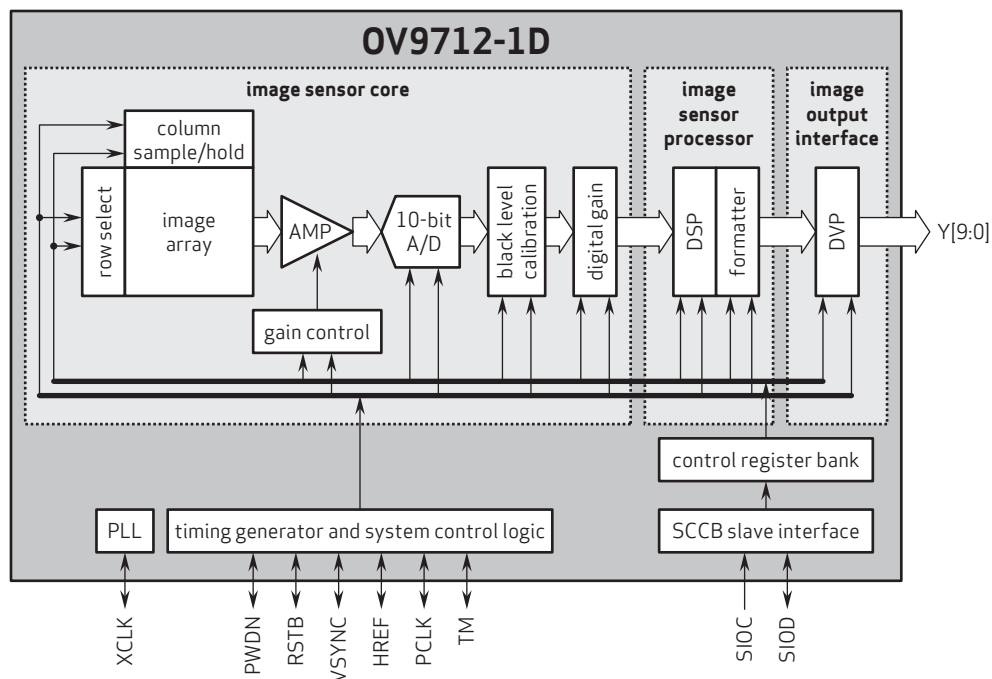 OV9712-1D
image sensor core
image
sensor
processor
image
output
interface
column
sample/hold
row select
image
array
AMP
10-bit
A/D
black level
calibration
digital gain
DSP
formatter
DVP
Y[9:0]
gain control
control register bank
PLL
timing generator and system control logic
SCCB slave interface
XCLK
PWDN
RSTB
VSYNC
HREF
PCLK
TM
SIOC
SIOD